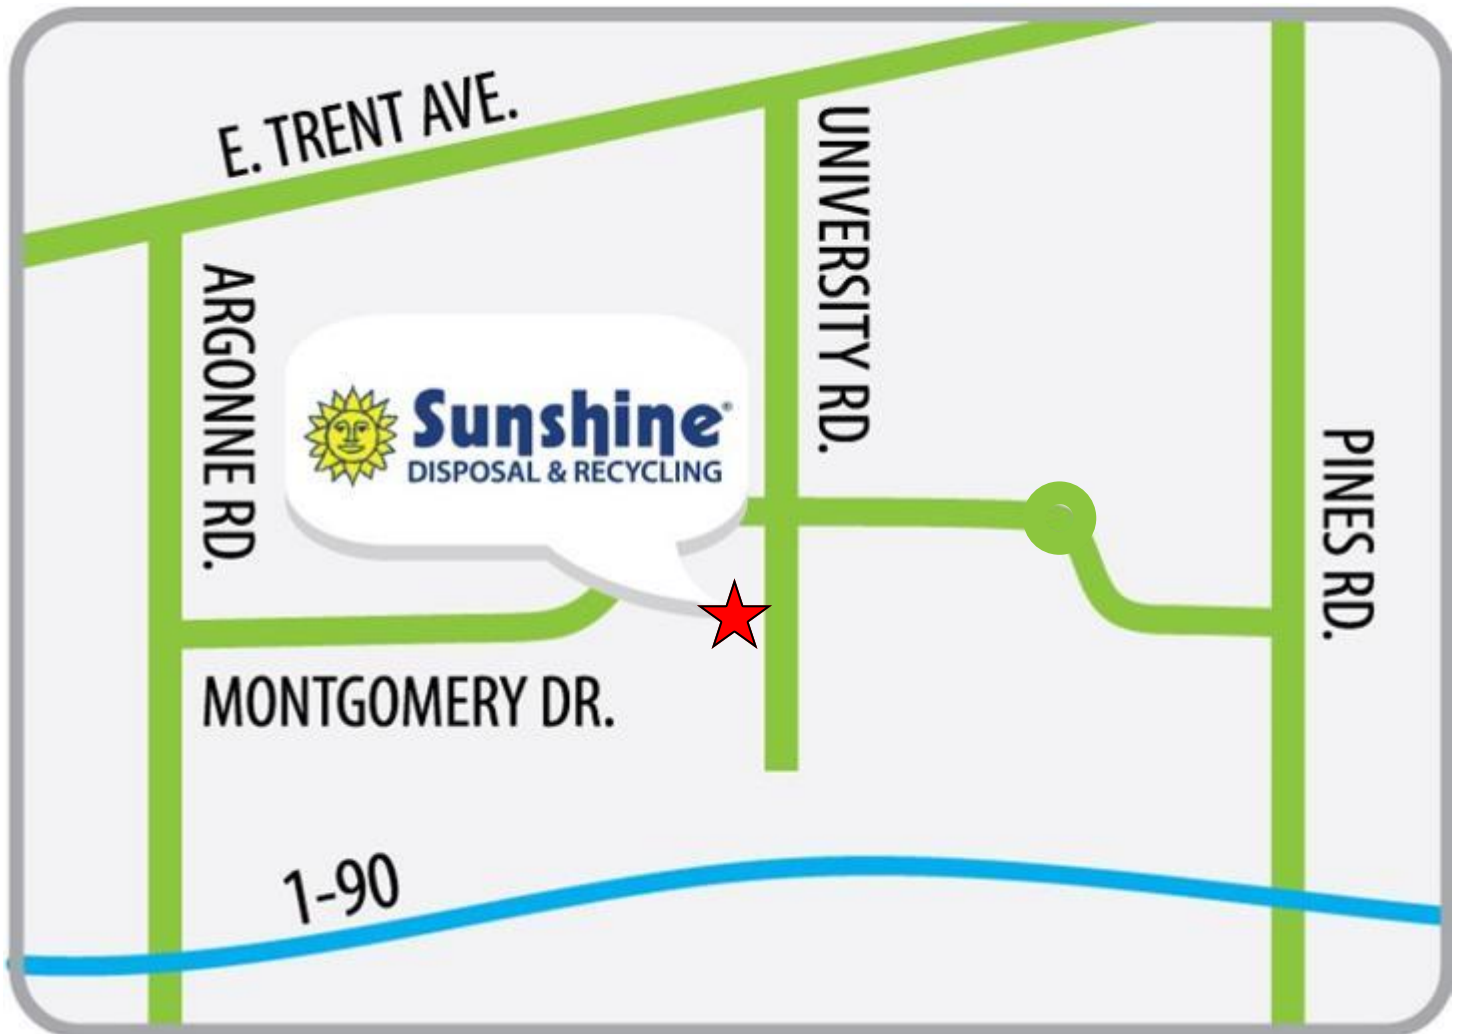 E. TRENT AVE.
UNIVERSITY RD.
ARGONNE RD.
Sunshine®
DISPOSAL & RECYCLING
PINES RD.
MONTGOMERY DR.
1-90